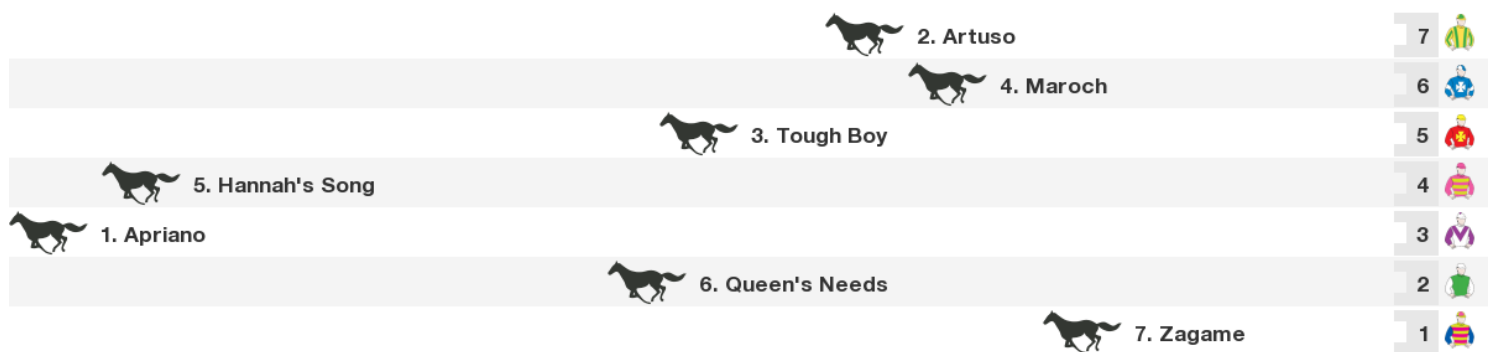 2. Artuso 7
4. Maroch 6
3. Tough Boy 5
5. Hannah's Song 4
1. Apriano 3
6. Queen's Needs 2
7. Zagame 1